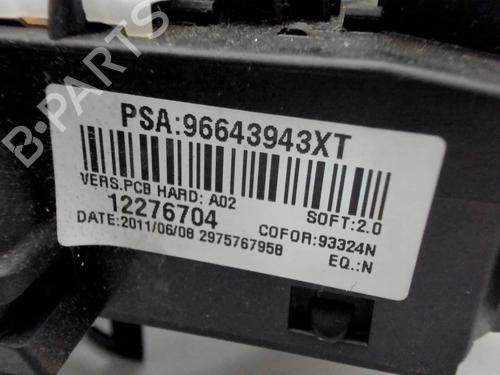 B-PARTS
PSA:96643943XT
VERS.PCB HARD: A02
SOFT:2.0
12276704
COFOR:93324N
DATE:2011/06/08 2975767958
EQ.:N